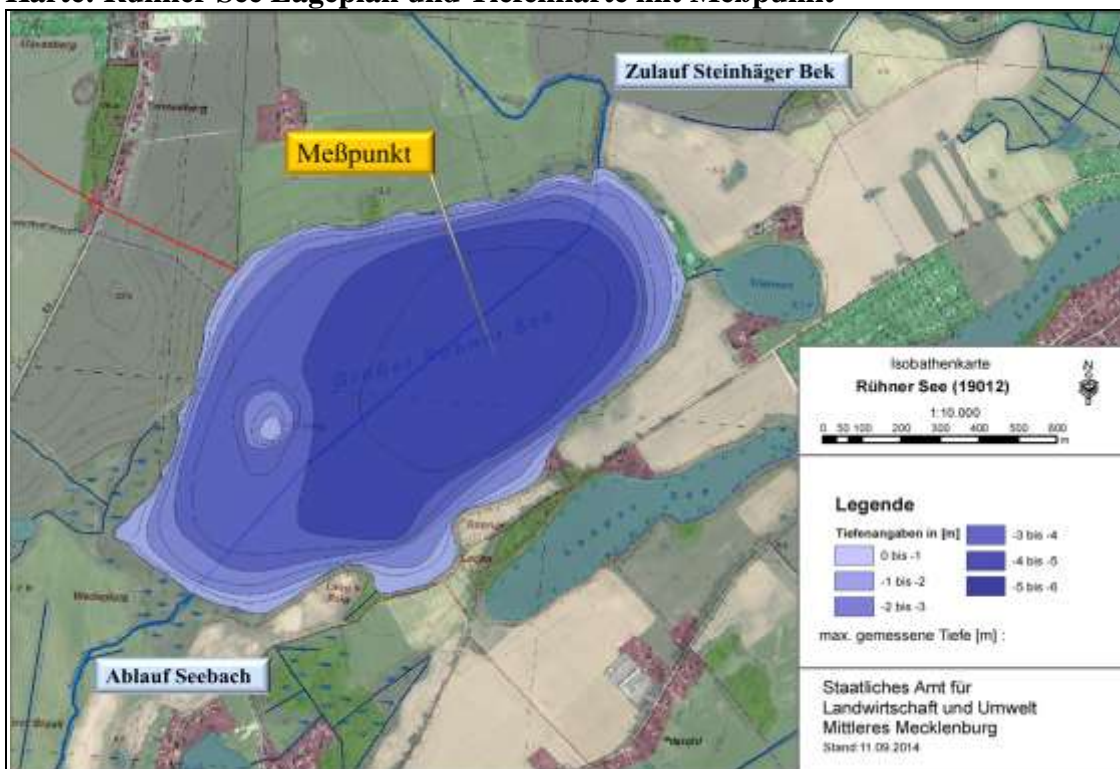 Karte: Rühner See Lageplan und Tiefenkarte mit Meßpunkt
Zulauf Steinhäger Bek
Meßpunkt
Ablauf Seebach
Isobathenkarte
Rühner See (19012)
N
1:10.000
0 50 100 200 300 400 500 600
m
Legende
Tiefenangaben in [m]
0 bis -1
-1 bis -2
-2 bis -3
-3 bis -4
-4 bis -5
-5 bis -6
max. gemessene Tiefe [m] :
Staatliches Amt für
Landwirtschaft und Umwelt
Mittleres Mecklenburg
Stand:11.09.2014